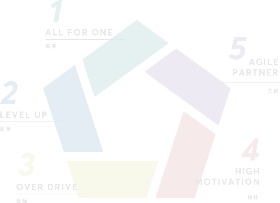 1
ALL FOR ONE
2
LEVEL UP
3
OVER DRIVE
4
HIGH
MOTIVATION
5
AGILE
PARTNER